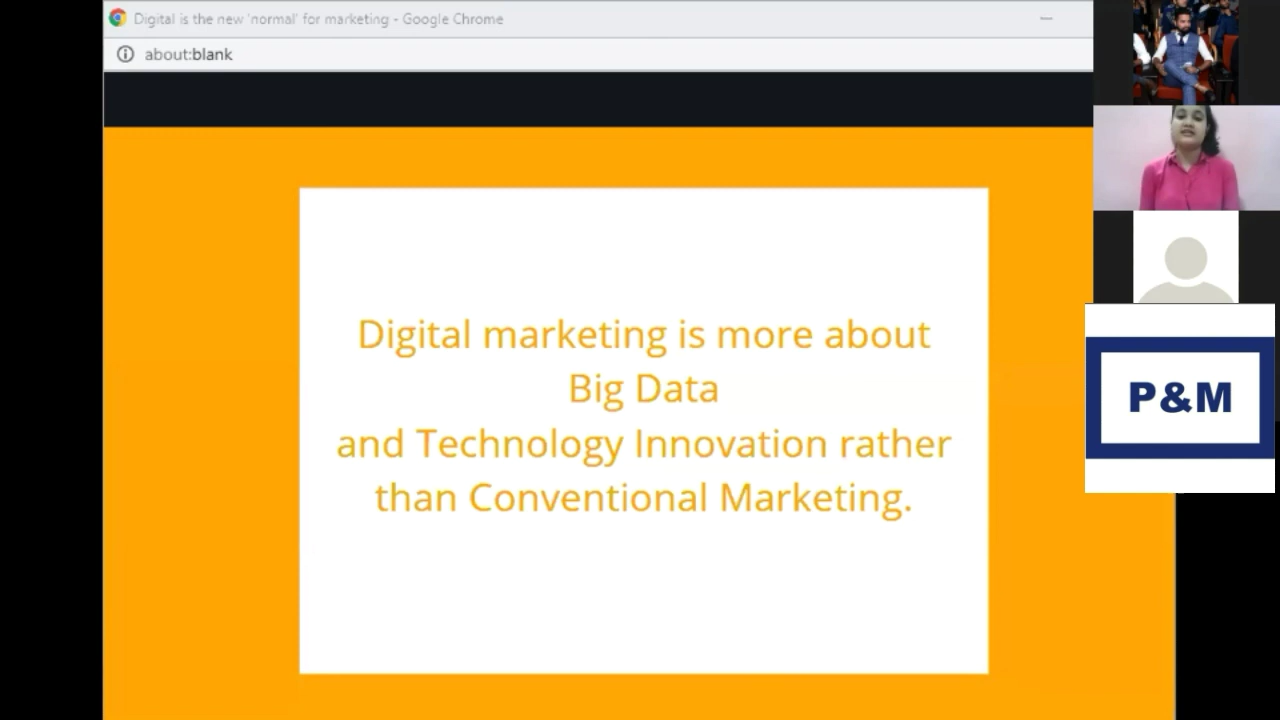 Digital is the new 'normal' for marketing - Google Chrome
about:blank
Digital marketing is more about
Big Data
and Technology Innovation rather
than Conventional Marketing.
P&M